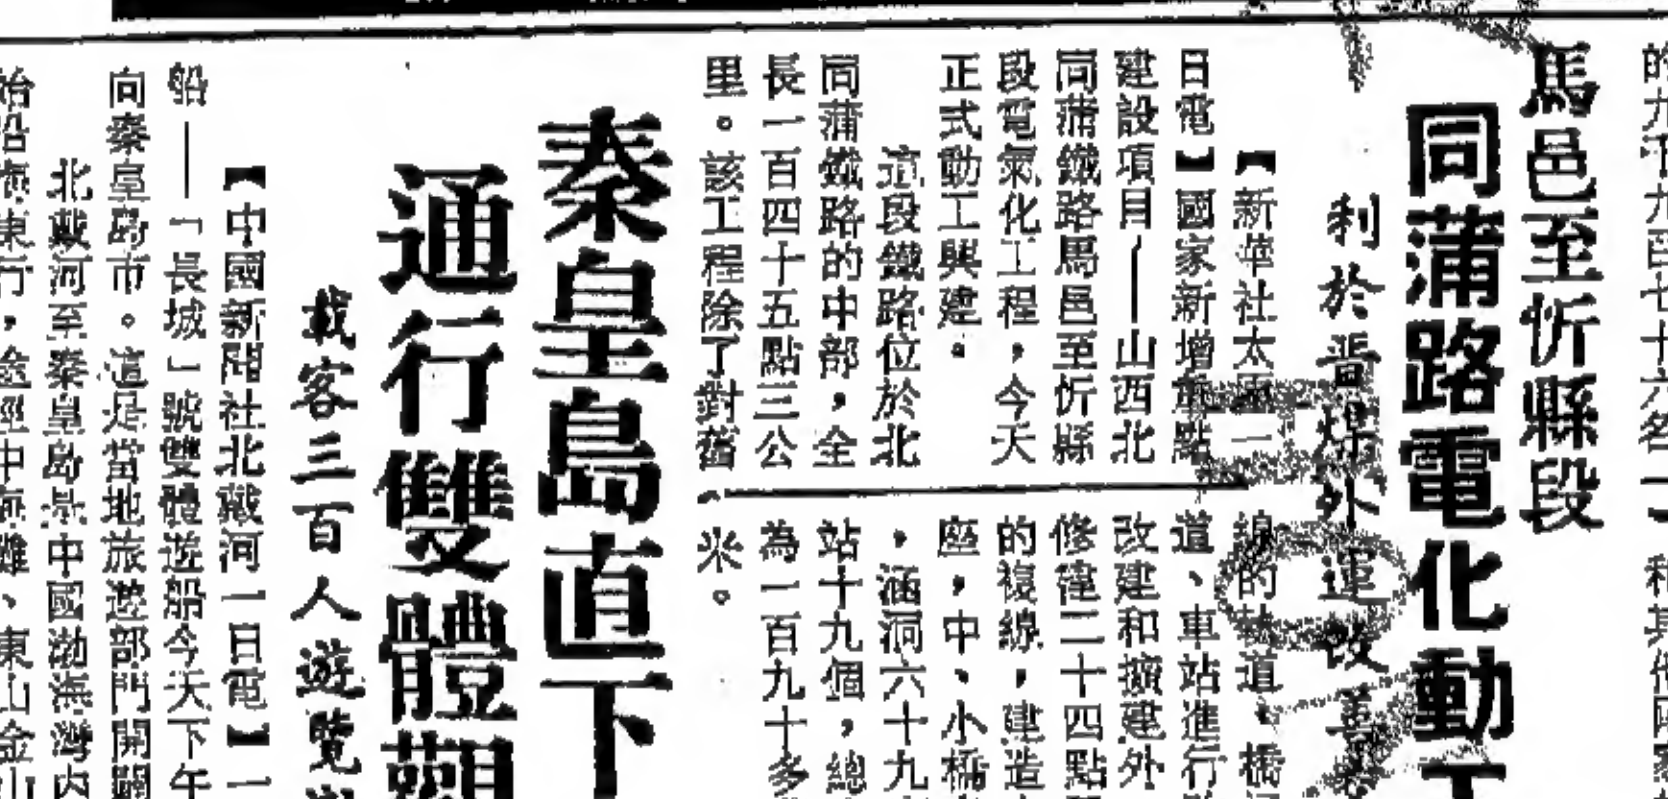 馬邑至忻縣段
同蒲路電化動工
利於晋煤外運改善
【新華社太原一
日電】國家新增重點
建設項目——山西北
同蒲鐵路馬邑至忻縣
段電氣化工程，今天
正式動工興建。
這段鐵路位於北
同蒲鐵路的中部，全
長一百四十五點三公
里。該工程除了對舊
線的軌道、橋
道、車站進行
改建和擴建外
修建二十四點
的複線，建造
座，中、小橋
，涵洞六十九
站十九個，總
為一百九十多
米。
秦皇島直下
通行雙體觀
載客三百人遊覽
【中國新聞社北戴河一日電】一
船——「長城」號雙體遊船今天下午
向秦皇島市。這是當地旅遊部門開闢
北戴河至秦皇島是中國渤海灣内
始沿海東行，途經中海灘、東山金山